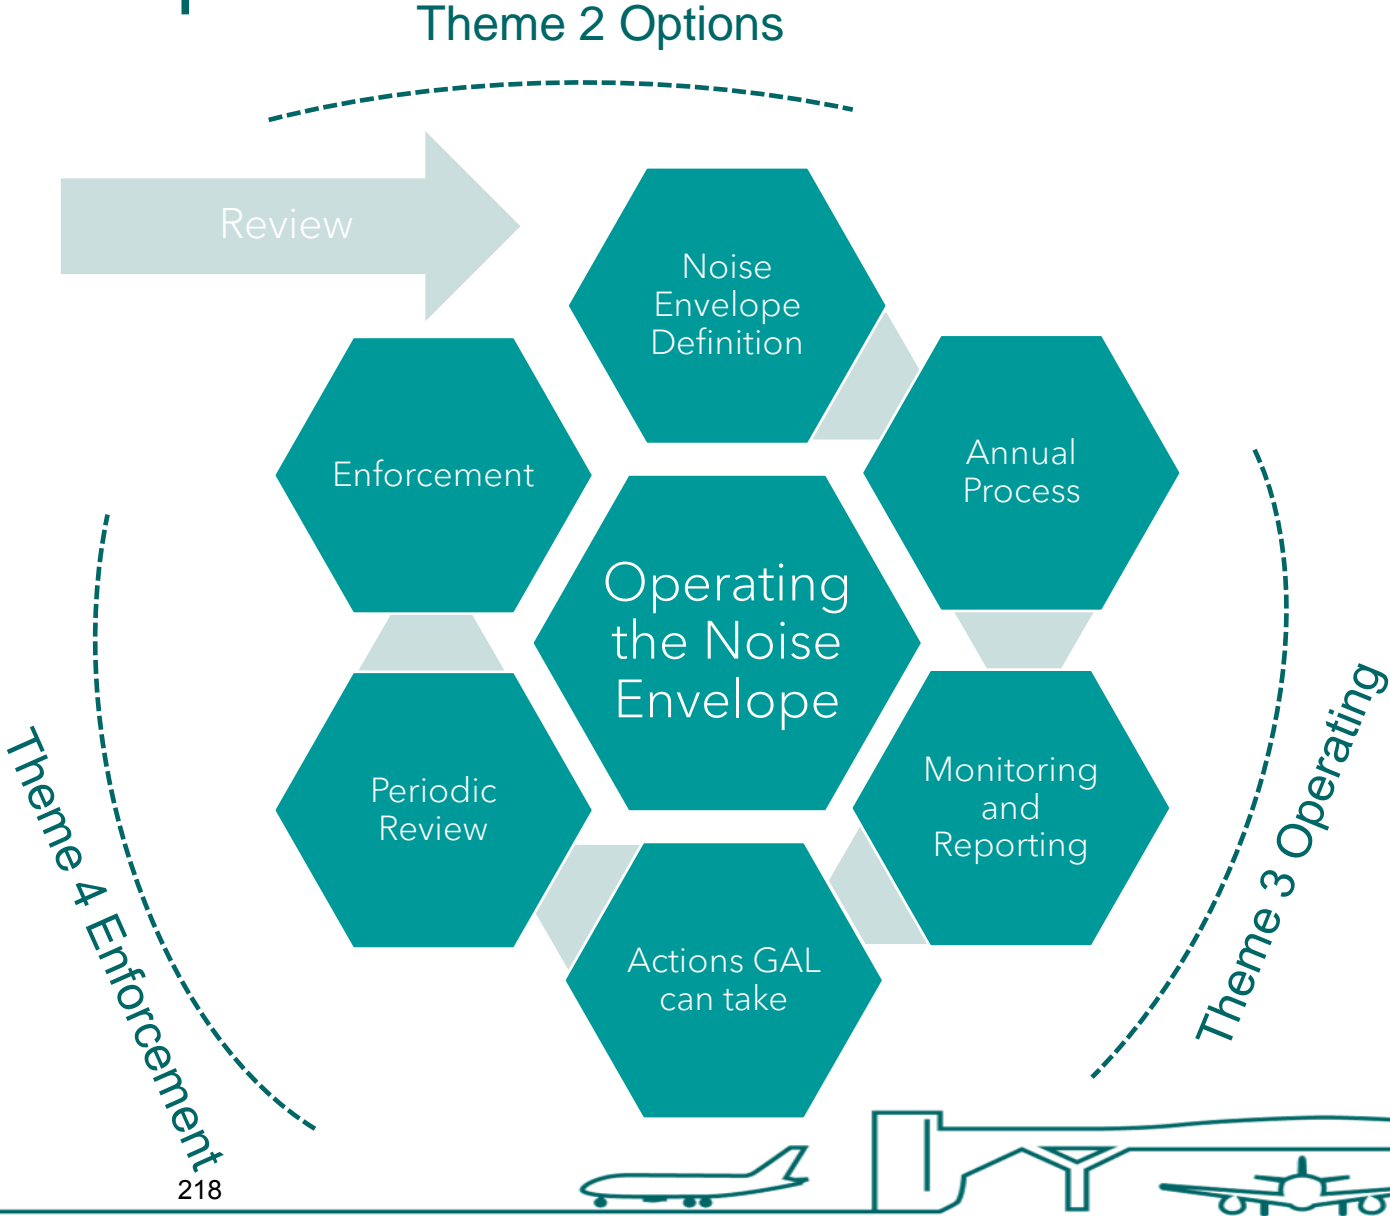 Theme 2 Options
Review
Noise
Envelope
Definition
Annual
Process
Enforcement
Operating
the Noise
Envelope
Monitoring
and
Reporting
Periodic
Review
Actions GAL
can take
Theme 3 Operating
Theme 4 Enforcement
218